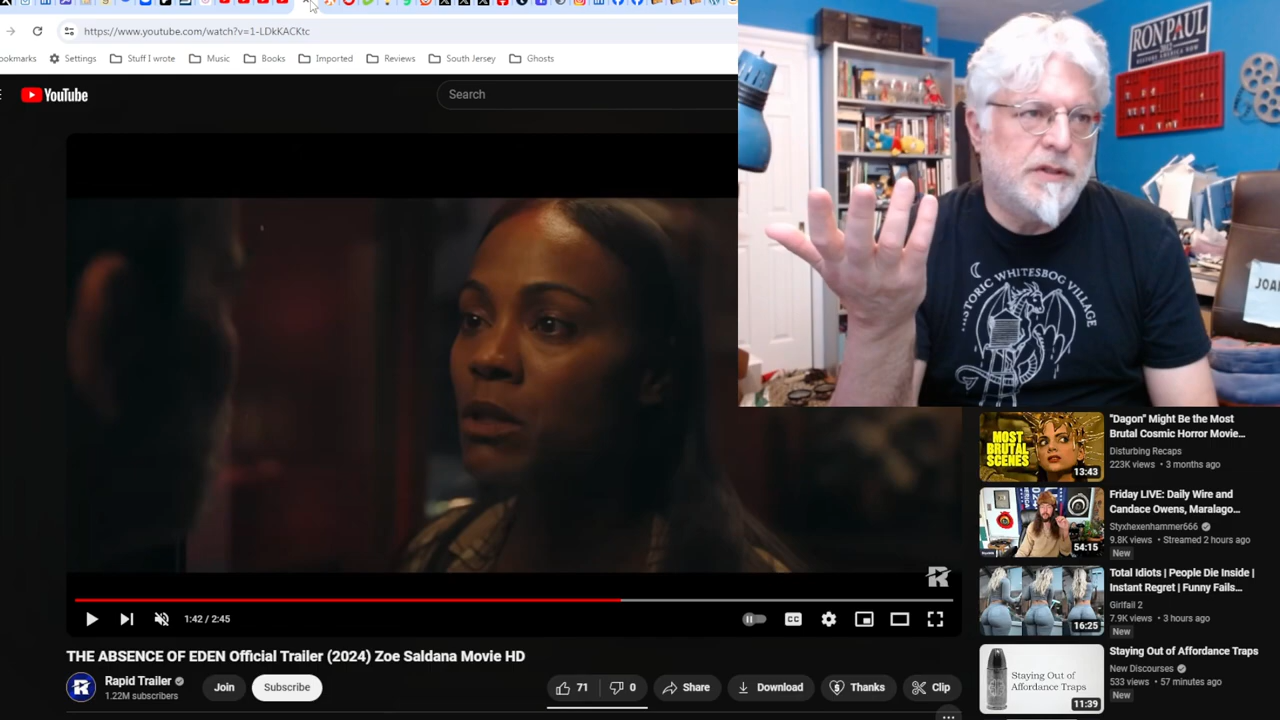 https://www.youtube.com/watch?v=1-LDkKACKtc
ookmarks Settings Stuff I wrote Music Books Imported Reviews South Jersey Ghosts
YouTube
Search
RON PAUL
2012
HISTORIC WHITESBOG VILLAGE
JOA
1:42 / 2:45
CC
THE ABSENCE OF EDEN Official Trailer (2024) Zoe Saldana Movie HD
Rapid Trailer
1.22M subscribers
Join
Subscribe
71
0
Share
Download
Thanks
Clip
MOST
BRUTAL
SCENES
13:43
"Dagon" Might Be the Most
Brutal Cosmic Horror Movie...
Disturbing Recaps
223K views • 3 months ago
54:15
Friday LIVE: Daily Wire and
Candace Owens, Maralago...
Styxhexenhammer666
9.8K views • Streamed 2 hours ago
New
16:25
Total Idiots | People Die Inside |
Instant Regret | Funny Fails...
Girlfail 2
7.9K views • 3 hours ago
New
Staying Out of
Affordance Traps
11:39
Staying Out of Affordance Traps
New Discourses
533 views • 57 minutes ago
New